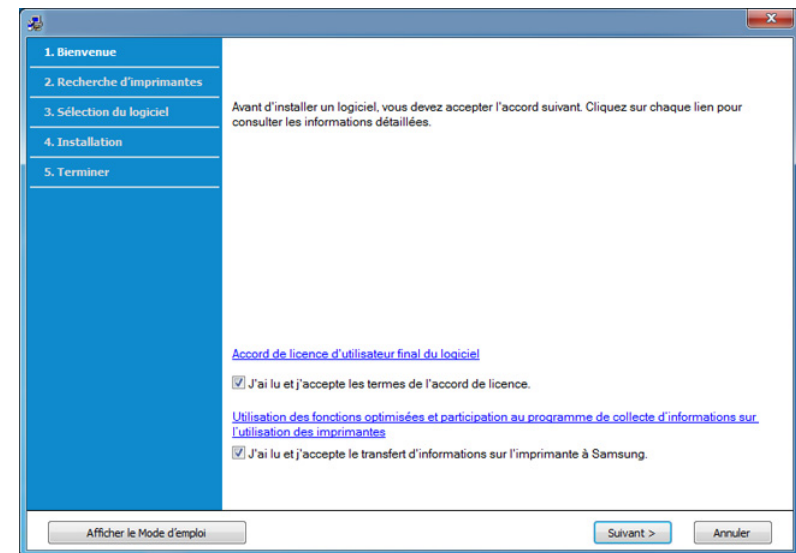 1. Bienvenue
2. Recherche d'imprimantes
3. Sélection du logiciel
4. Installation
5. Terminer
Avant d'installer un logiciel, vous devez accepter l'accord suivant. Cliquez sur chaque lien pour
consulter les informations détaillées.
Accord de licence d'utilisateur final du logiciel
J'ai lu et j'accepte les termes de l'accord de licence.
Utilisation des fonctions optimisées et participation au programme de collecte d'informations sur
l'utilisation des imprimantes
J'ai lu et j'accepte le transfert d'informations sur l'imprimante à Samsung.
Afficher le Mode d'emploi
Suivant >
Annuler